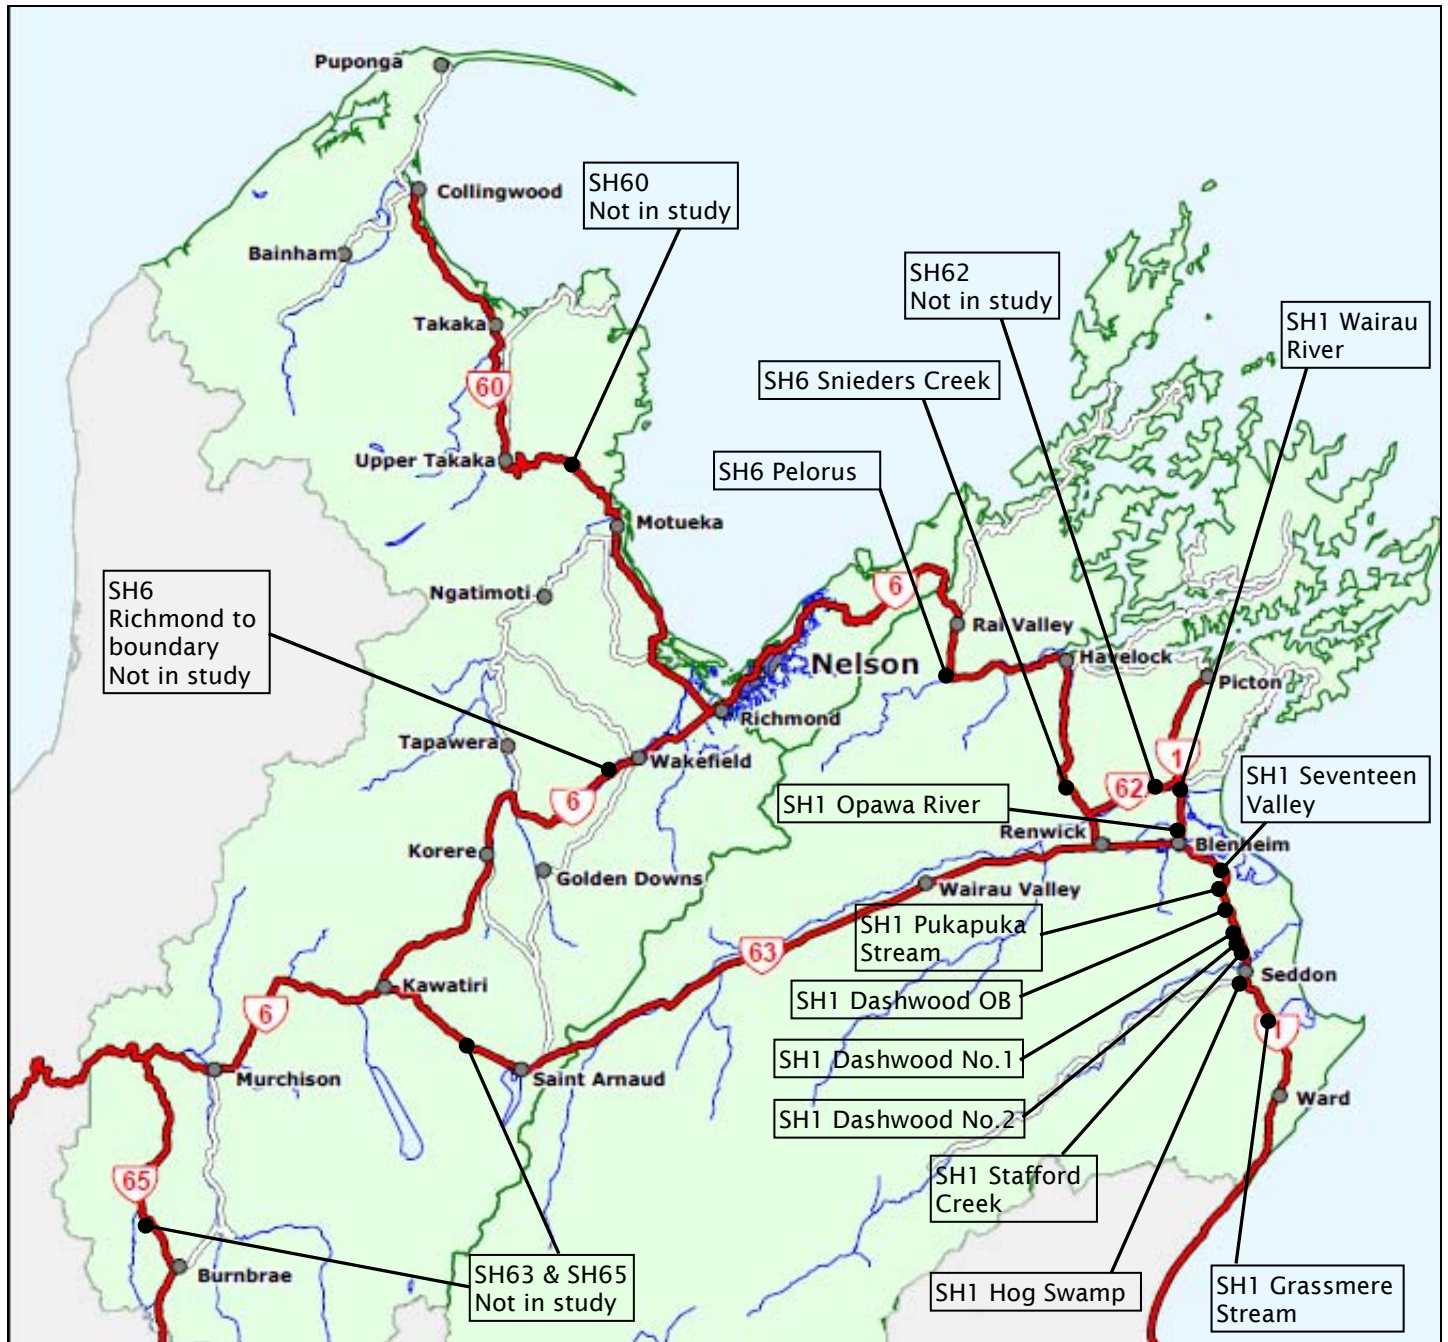 Puponga
Collingwood
SH60
Not in study
Bainham
SH62
Not in study
Takaka
SH1 Wairau
River
60
SH6 Snieders Creek
Upper Takaka
SH6 Pelorus
Motueka
SH6
Richmond to
boundary
Not in study
Ngatimoti
6
Rai Valley
Nelson
Havelock
Picton
Richmond
Tapawera
Wakefield
1
62
SH1 Seventeen
Valley
6
SH1 Opawa River
Renwick
Blenheim
Korere
Golden Downs
Wairau Valley
SH1 Pukapuka
Stream
63
Seddon
Kawatiri
SH1 Dashwood OB
6
1
SH1 Dashwood No.1
Murchison
Saint Arnaud
Ward
SH1 Dashwood No.2
SH1 Stafford
Creek
65
Burnbrae
SH63 & SH65
Not in study
SH1 Hog Swamp
SH1 Grassmere
Stream